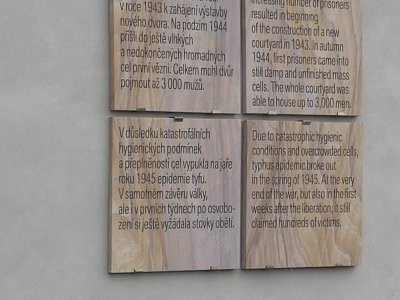 v roce 1943 k zahájení výstavby
nového dvora. Na podzim 1944
přišli do ještě vlhkých
a nedokončených hromadných
cel první vězni. Celkem mohl dvůr
pojmout až 3 000 mužů.
increasing number of prisoners
resulted in beginning
of the construction of a new
courtyard in 1943. In autumn
1944, first prisoners came into
still damp and unfinished mass
cells. The whole courtyard was
able to house up to 3,000 men.
V důsledku katastrofálních
hygienických podmínek
a přeplněnosti cel vypukla na jaře
roku 1945 epidemie tyfu.
V samotném závěru války,
ale i v prvních týdnech po osvobo-
zení si ještě vyžádala stovky obětí.
Due to catastrophic hygienic
conditions and overcrowded cells,
typhus epidemic broke out
in the spring of 1945. At the very
end of the war, but also in the first
weeks after the liberation, it still
claimed hundreds of victims.